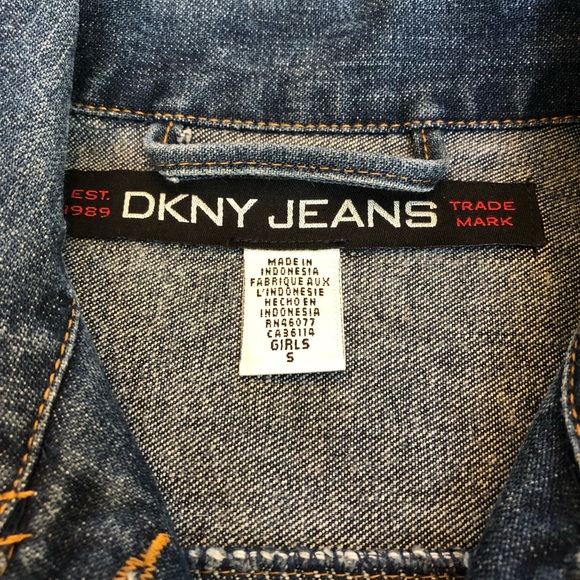 EST.
1989
DKNY JEANS
TRADE
MARK
MADE IN
INDONESIA
FABRIQUE AUX
L'INDONESIE
HECHO EN
INDONESIA
RN46077
CA36114
GIRLS
S